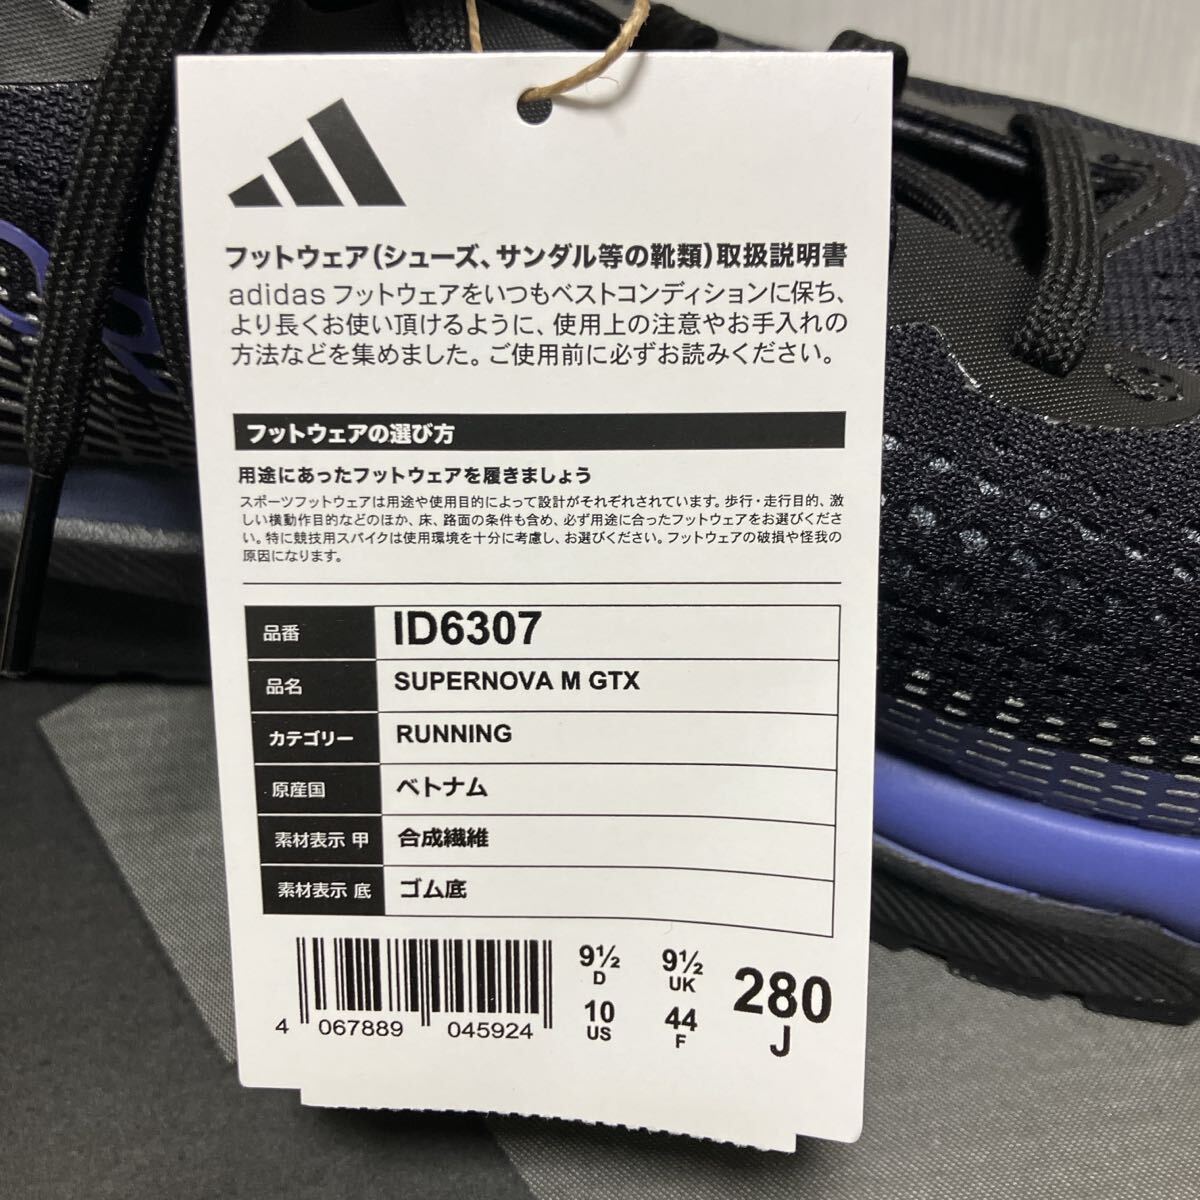 フットウェア(シューズ、サンダル等の靴類)取扱説明書
adidas フットウェアをいつもベストコンディションに保ち、
より長くお使い頂けるように、使用上の注意やお手入れの
方法などを集めました。ご使用前に必ずお読みください。
フットウェアの選び方
用途にあったフットウェアを履きましょう
スポーツフットウェアは用途や使用目的によって設計がそれぞれされています。歩行・走行目的、激
しい横動作目的などのほか、床、路面の条件も含め、必ず用途に合ったフットウェアをお選びくださ
い。特に競技用スパイクは使用環境を十分に考慮し、お選びください。フットウェアの破損や怪我の
原因になります。
品番 ID6307
品名 SUPERNOVA M GTX
カテゴリー RUNNING
原産国 ベトナム
素材表示 甲 合成繊維
素材表示 底 ゴム底
9½ D
9½ UK
10 US
44 F
280 J
4 067889 045924